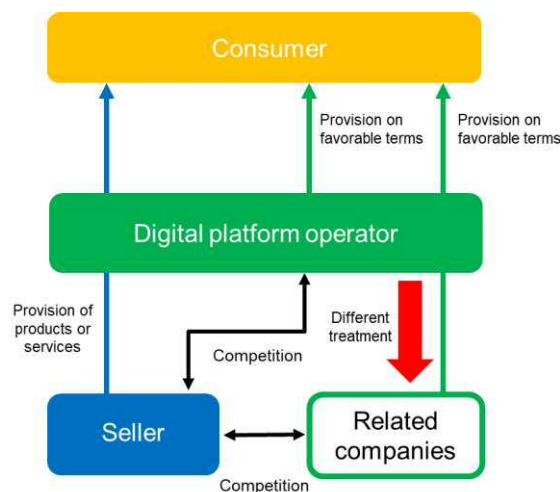 Consumer
Provision on
favorable terms
Provision on
favorable terms
Digital platform operator
Provision of
products or
services
Different
treatment
Competition
Seller
Related
companies
Competition